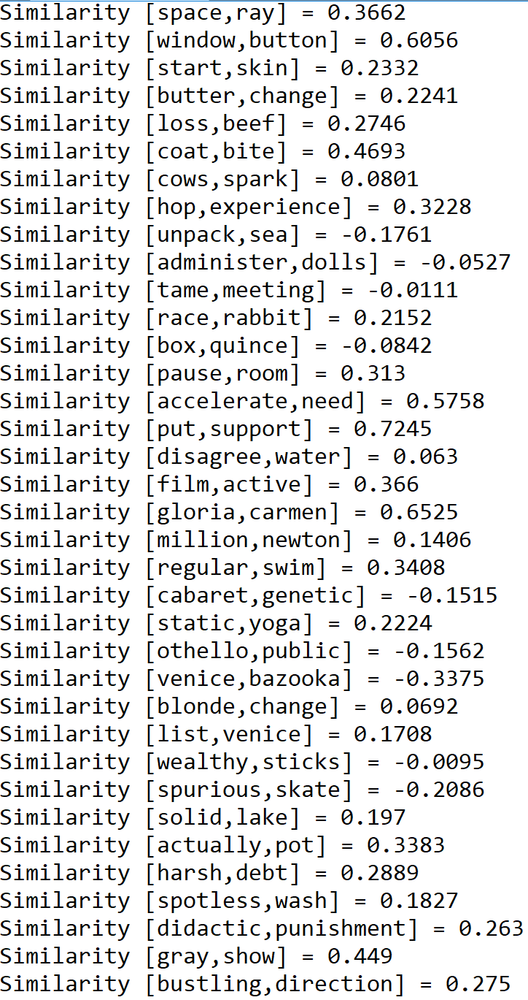 Similarity [space,ray] = 0.3662
Similarity [window,button] = 0.6056
Similarity [start,skin] = 0.2332
Similarity [butter,change] = 0.2241
Similarity [loss,beef] = 0.2746
Similarity [coat,bite] = 0.4693
Similarity [cows,spark] = 0.0801
Similarity [hop,experience] = 0.3228
Similarity [unpack,sea] = -0.1761
Similarity [administer,dolls] = -0.0527
Similarity [tame,meeting] = -0.0111
Similarity [race,rabbit] = 0.2152
Similarity [box,quince] = -0.0842
Similarity [pause,room] = 0.313
Similarity [accelerate,need] = 0.5758
Similarity [put,support] = 0.7245
Similarity [disagree,water] = 0.063
Similarity [film,active] = 0.366
Similarity [gloria,carmen] = 0.6525
Similarity [million,newton] = 0.1406
Similarity [regular,swim] = 0.3408
Similarity [cabaret,genetic] = -0.1515
Similarity [static,yoga] = 0.2224
Similarity [othello,public] = -0.1562
Similarity [venice,bazooka] = -0.3375
Similarity [blonde,change] = 0.0692
Similarity [list,venice] = 0.1708
Similarity [wealthy,sticks] = -0.0095
Similarity [spurious,skate] = -0.2086
Similarity [solid,lake] = 0.197
Similarity [actually,pot] = 0.3383
Similarity [harsh,debt] = 0.2889
Similarity [spotless,wash] = 0.1827
Similarity [didactic,punishment] = 0.263
Similarity [gray,show] = 0.449
Similarity [bustling,direction] = 0.275